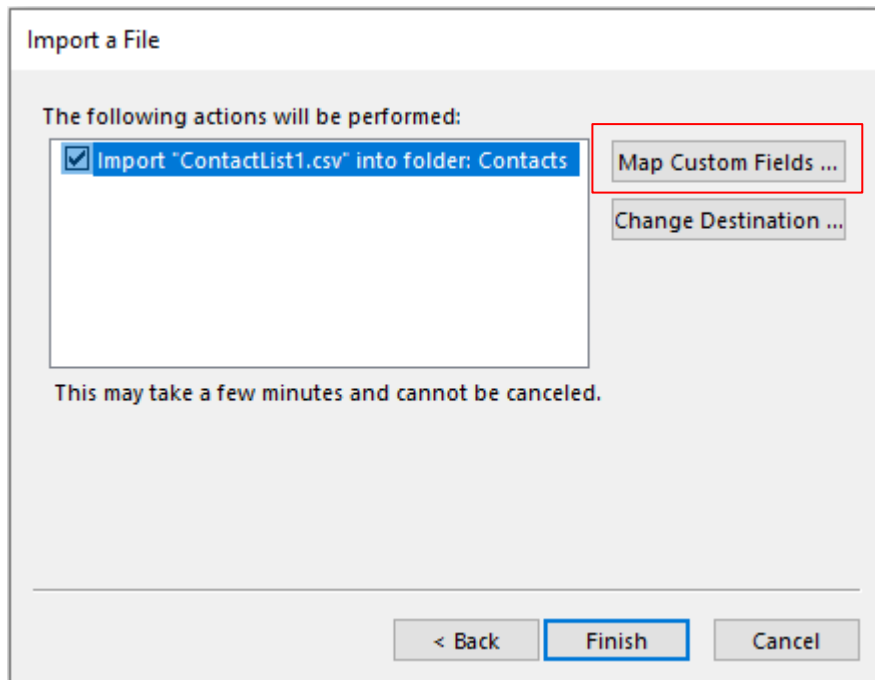 Import a File
The following actions will be performed:
Import "ContactList1.csv" into folder: Contacts
Map Custom Fields ...
Change Destination ...
This may take a few minutes and cannot be canceled.
< Back
Finish
Cancel